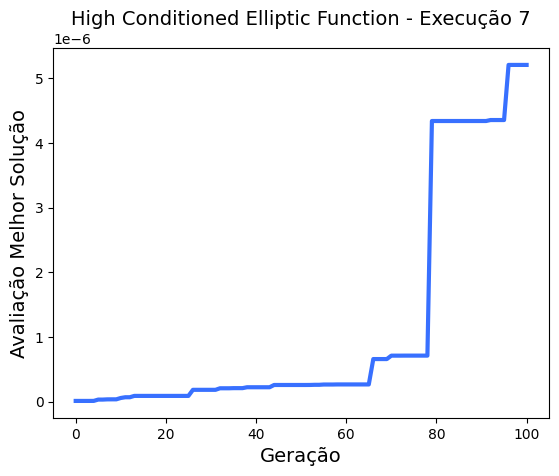 High Conditioned Elliptic Function - Execução 7
1e−6
5
4
3
2
1
0
Avaliação Melhor Solução
0 20 40 60 80 100
Geração